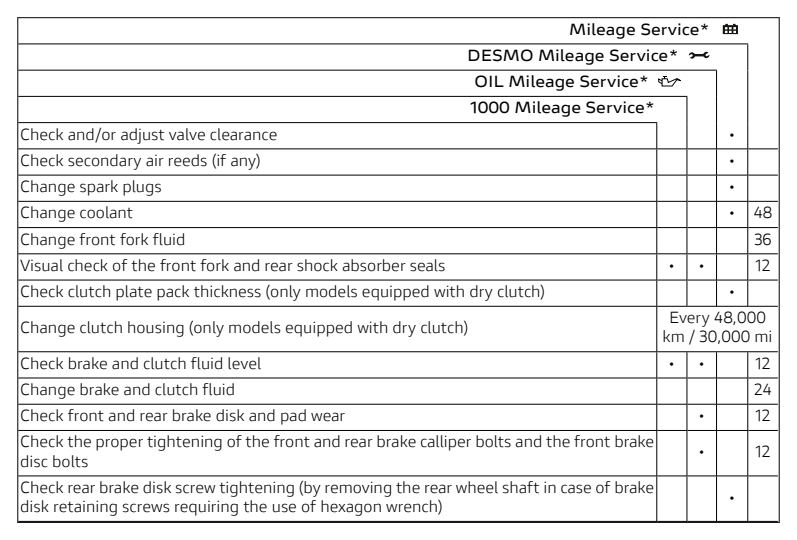 Mileage Service*
DESMO Mileage Service*
OIL Mileage Service*
1000 Mileage Service*
Check and/or adjust valve clearance •
Check secondary air reeds (if any) •
Change spark plugs •
Change coolant • 48
Change front fork fluid 36
Visual check of the front fork and rear shock absorber seals • • 12
Check clutch plate pack thickness (only models equipped with dry clutch) •
Change clutch housing (only models equipped with dry clutch) Every 48,000
km / 30,000 mi
Check brake and clutch fluid level • • 12
Change brake and clutch fluid 24
Check front and rear brake disk and pad wear • 12
Check the proper tightening of the front and rear brake calliper bolts and the front brake
disc bolts • 12
Check rear brake disk screw tightening (by removing the rear wheel shaft in case of brake
disk retaining screws requiring the use of hexagon wrench) •